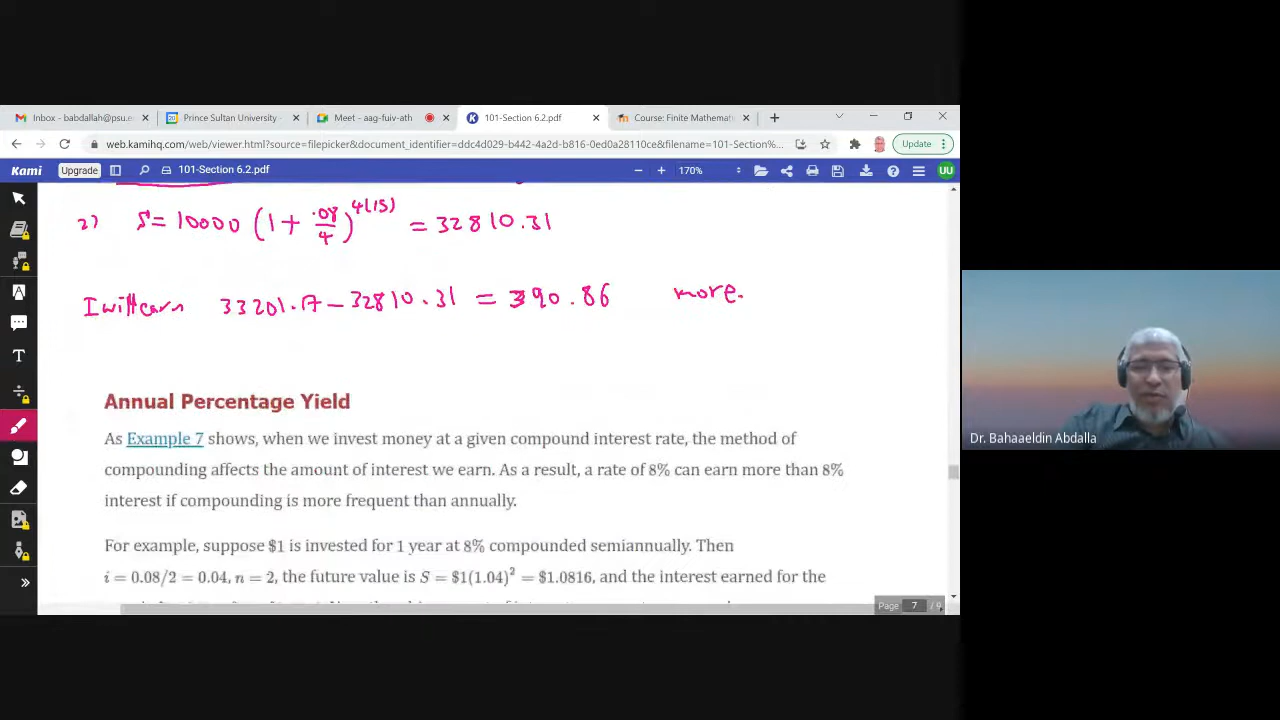 Inbox - babdallah@psu.e
Prince Sultan University -
Meet - aag-fuiv-ath
101-Section 6.2.pdf
Course: Finite Mathemati
web.kamihq.com/web/viewer.html?source=filepicker&document_identifier=ddc4d029-b442-4a2d-b816-0ed0a28110ce&filename=101-Section%...
Update
Kami
Upgrade
101-Section 6.2.pdf
170%
UU
2) S = 10000 (1 + .08/4)^4(15) = 32810.31
I will earn 33201.17 - 32810.31 = 390.86 more.
Annual Percentage Yield
As Example 7 shows, when we invest money at a given compound interest rate, the method of
compounding affects the amount of interest we earn. As a result, a rate of 8% can earn more than 8%
interest if compounding is more frequent than annually.
For example, suppose $1 is invested for 1 year at 8% compounded semiannually. Then
i = 0.08/2 = 0.04, n = 2, the future value is S = $1(1.04)² = $1.0816, and the interest earned for the
Page 7 / 9
Dr. Bahaaeldin Abdalla